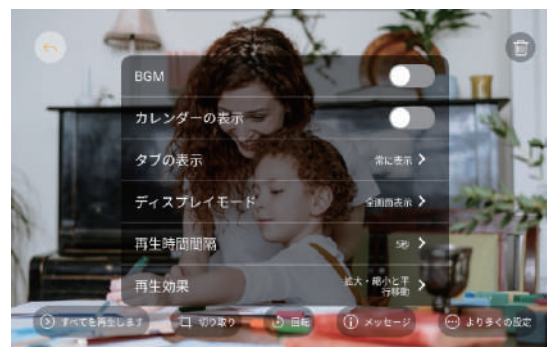 BGM
カレンダーの表示
タブの表示
常に表示
ディスプレイモード
全画面表示
再生時間間隔
5秒
再生効果
拡大・縮小と平
行移動
すべてを再生します
切り取り
回転
メッセージ
より多くの設定